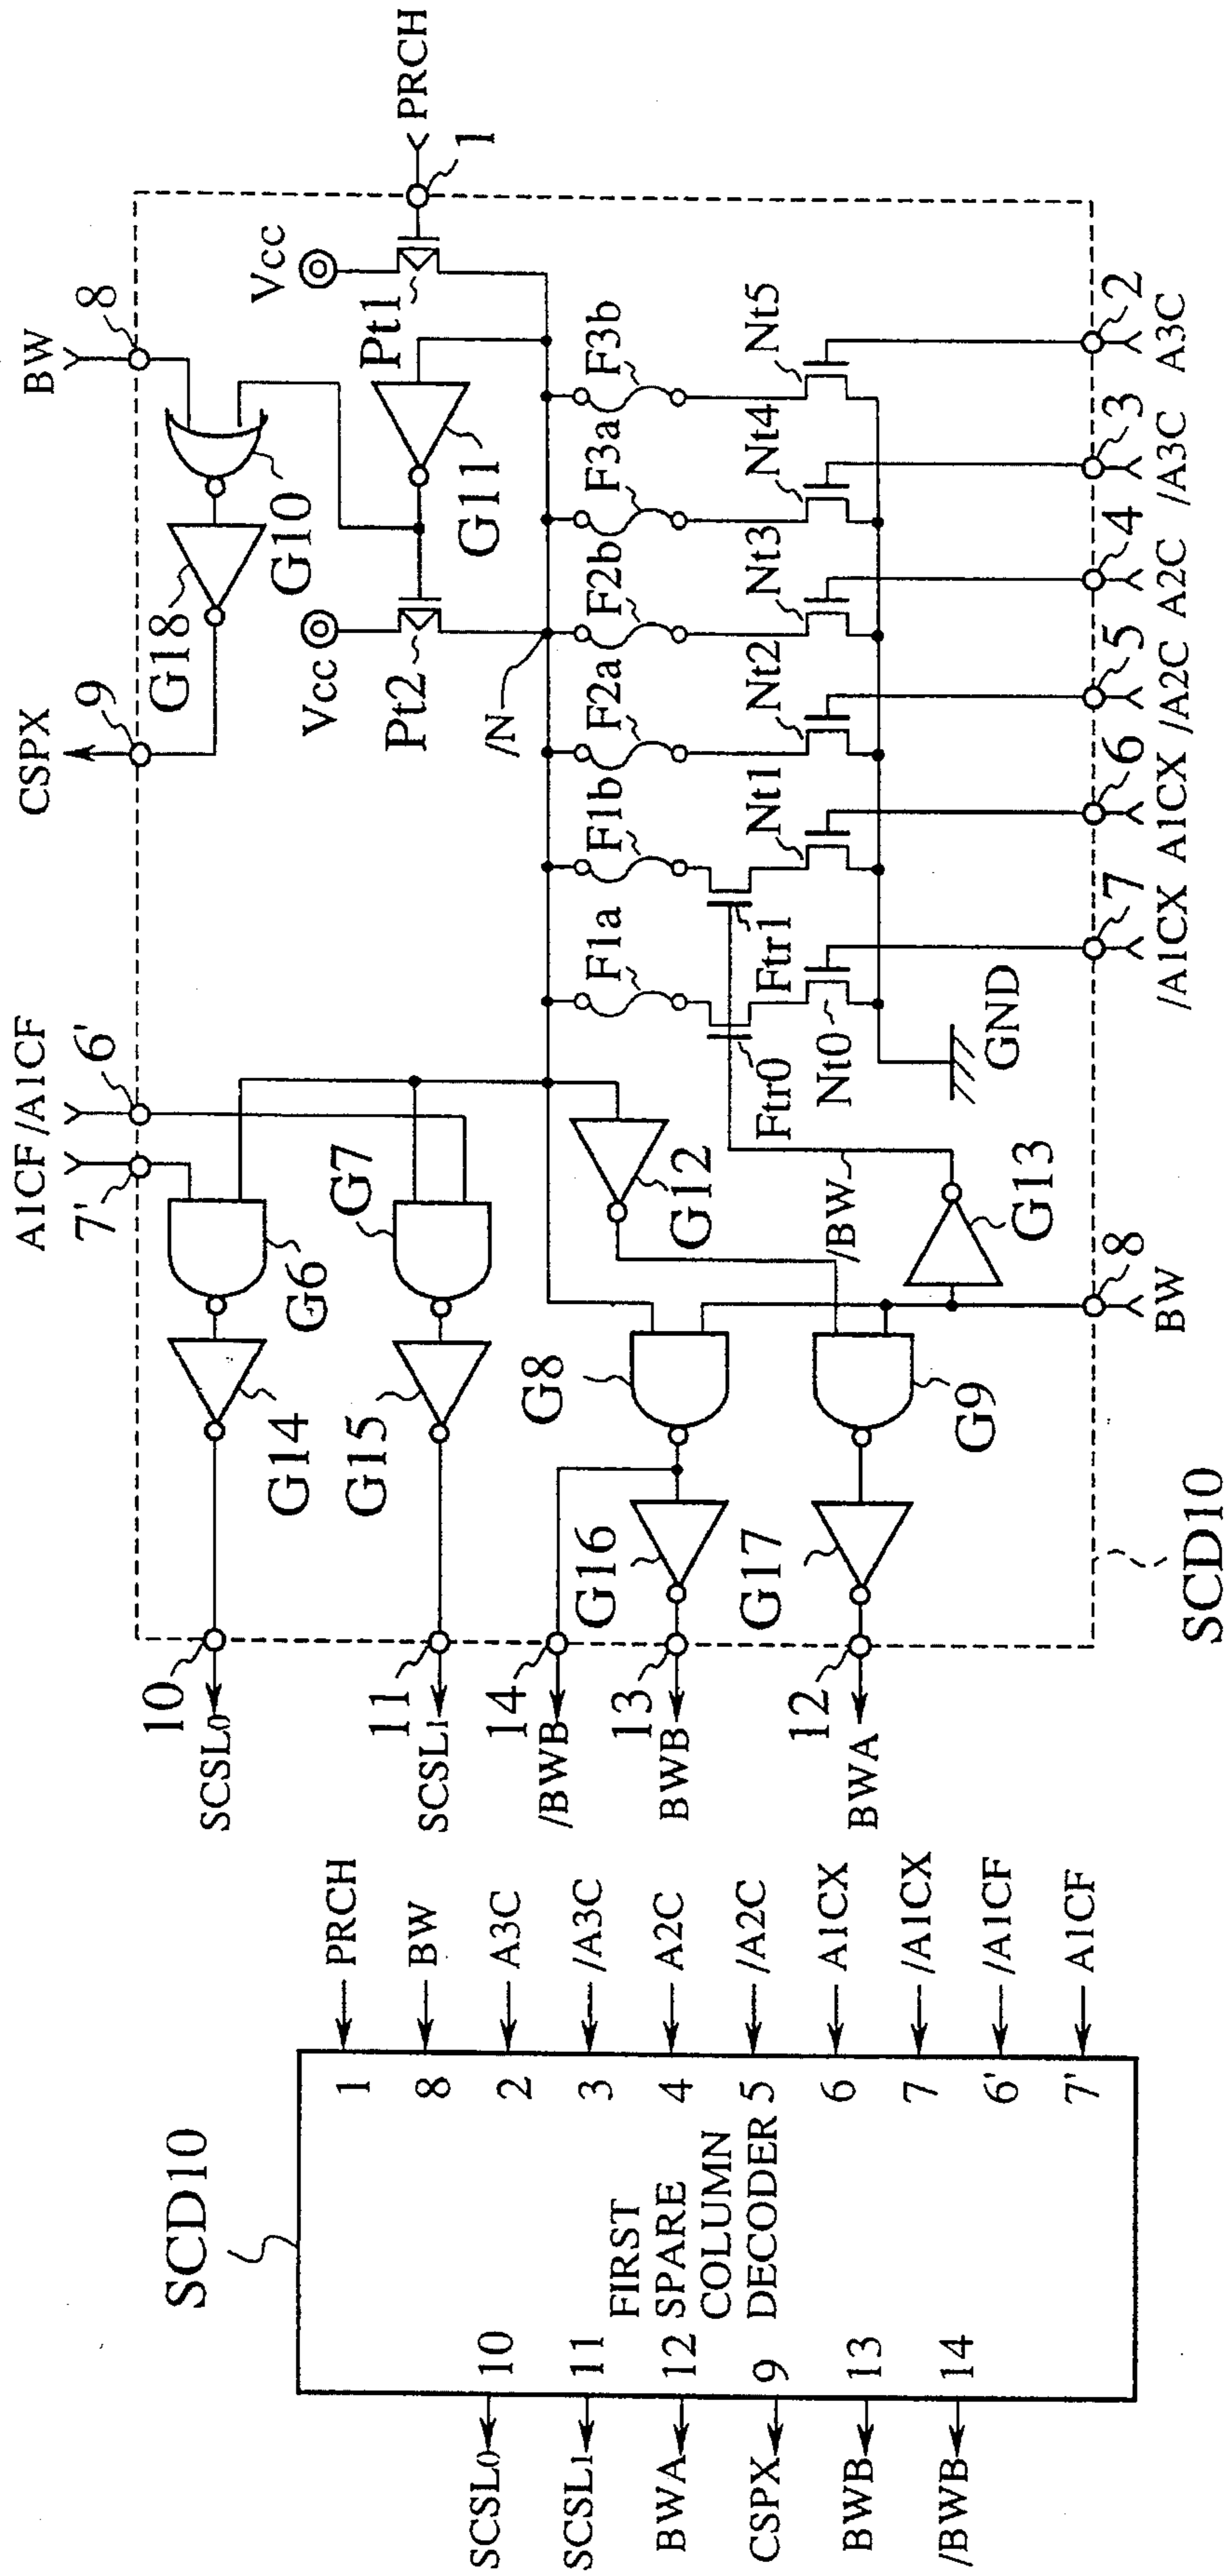 BW
8
CSPX
9
A1CF
/A1CF
7'
6'
PRCH
1
Vcc
Pt1
G10
G18
G11
Vcc
Pt2
/N
G6
G7
G14
G15
10
SCSL0
11
SCSL1
14
/BWB
13
BWB
12
BWA
F1a
F1b
F2a
F2b
F3a
F3b
Ftr0
Ftr1
Nt0
Nt1
Nt2
Nt3
Nt4
Nt5
GND
G12
/BW
G13
G8
G9
G16
G17
8
BW
7
/A1CX
6
A1CX
5
/A2C
4
A2C
3
/A3C
2
A3C
SCD10
SCD10
FIRST
SPARE
COLUMN
DECODER
1 PRCH
8 BW
2 A3C
3 /A3C
4 A2C
5 /A2C
6 A1CX
7 /A1CX
6' /A1CF
7' A1CF
SCSL0 10
SCSL1 11
BWA 12
CSPX 9
BWB 13
/BWB 14